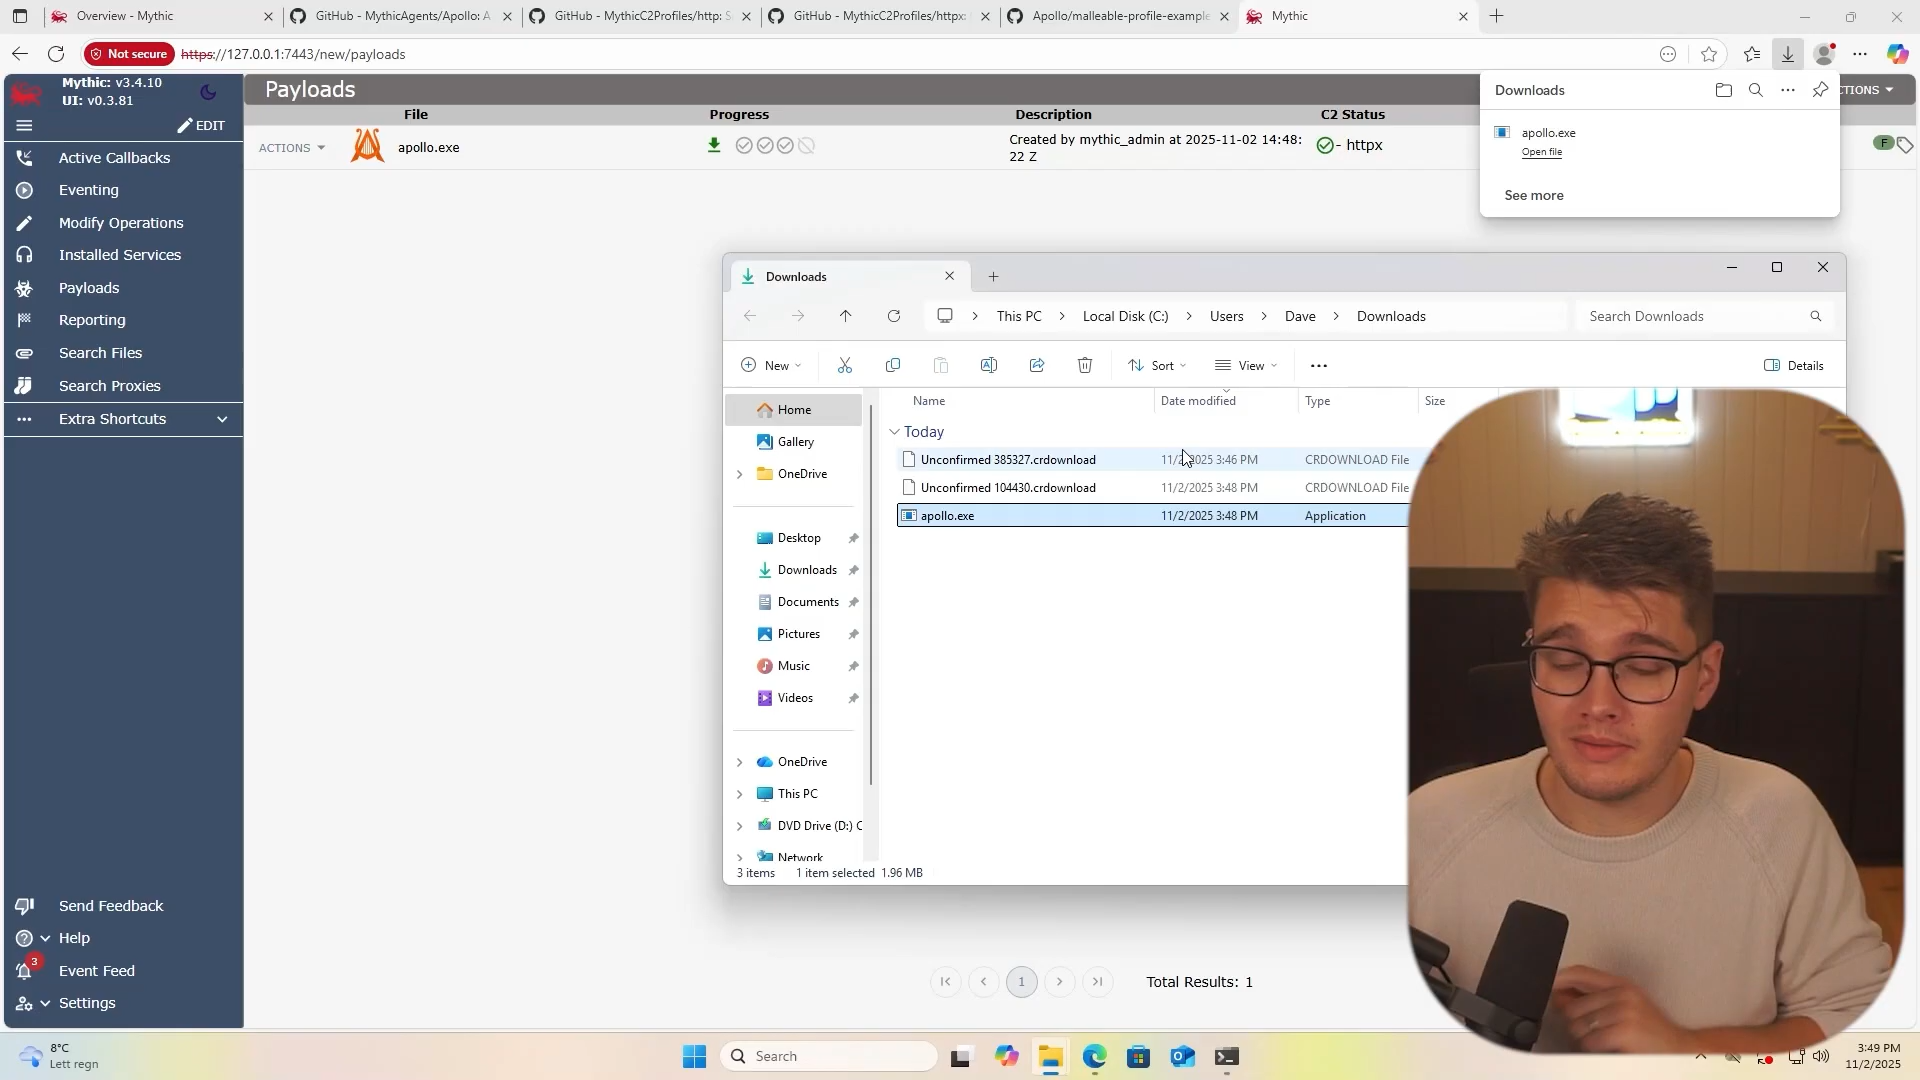 Overview - Mythic
GitHub - MythicAgents/Apollo: A
GitHub - MythicC2Profiles/http: S
GitHub - MythicC2Profiles/httpx:
Apollo/malleable-profile-example
Mythic
Not secure
https://127.0.0.1:7443/new/payloads
Mythic: v3.4.10
UI: v0.3.81
EDIT
Active Callbacks
Eventing
Modify Operations
Installed Services
Payloads
Reporting
Search Files
Search Proxies
Extra Shortcuts
Send Feedback
Help
3
Event Feed
Settings
Payloads
CTIONS
File
Progress
Description
C2 Status
ACTIONS
apollo.exe
Created by mythic_admin at 2025-11-02 14:48:
22 Z
- httpx
F
Downloads
apollo.exe
Open file
See more
Downloads
This PC
Local Disk (C:)
Users
Dave
Downloads
Search Downloads
New
Sort
View
Details
Home
Gallery
OneDrive
Desktop
Downloads
Documents
Pictures
Music
Videos
OneDrive
This PC
DVD Drive (D:) C
Network
Name
Date modified
Type
Size
Today
Unconfirmed 385327.crdownload
11/2/2025 3:46 PM
CRDOWNLOAD File
Unconfirmed 104430.crdownload
11/2/2025 3:48 PM
CRDOWNLOAD File
apollo.exe
11/2/2025 3:48 PM
Application
3 items
1 item selected
1.96 MB
1
Total Results: 1
8°C
Lett regn
Search
3:49 PM
11/2/2025